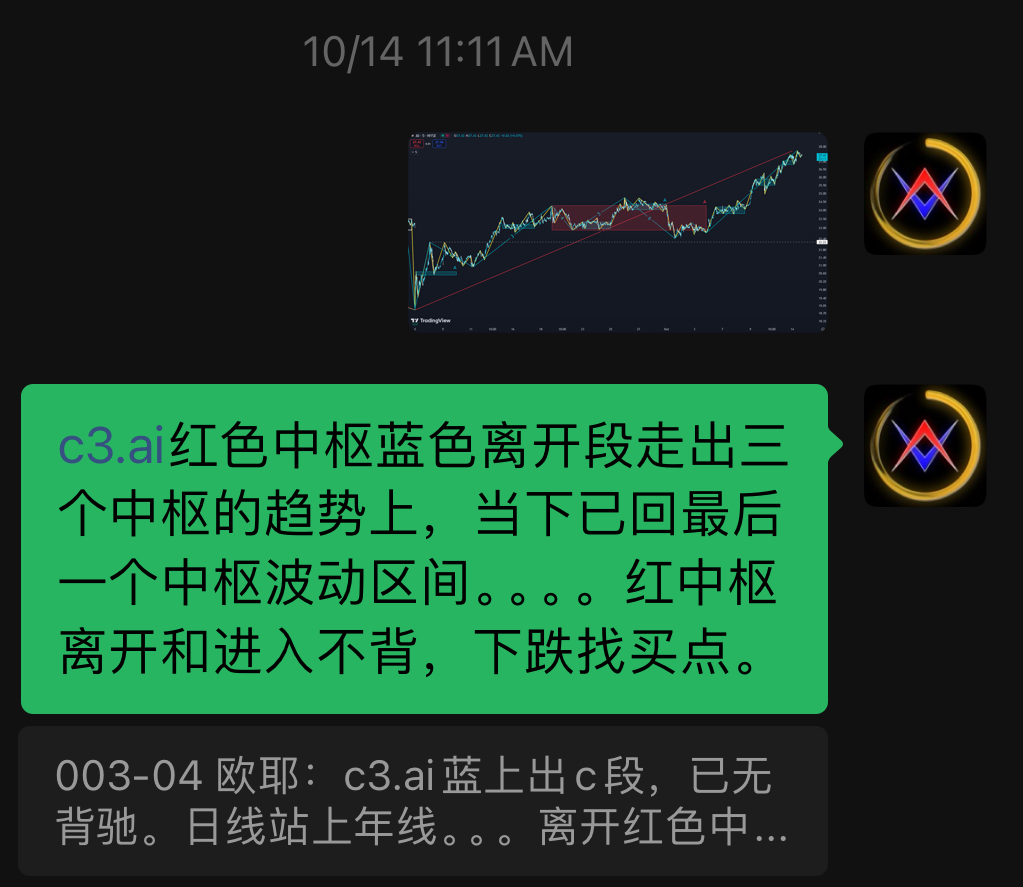 10/14 11:11 AM
TradingView
c3.ai红色中枢蓝色离开段走出三
个中枢的趋势上，当下已回最后
一个中枢波动区间。。。。红中枢
离开和进入不背，下跌找买点。
003-04 欧耶：c3.ai蓝上出c段，已无
背驰。日线站上年线。。。离开红色中...